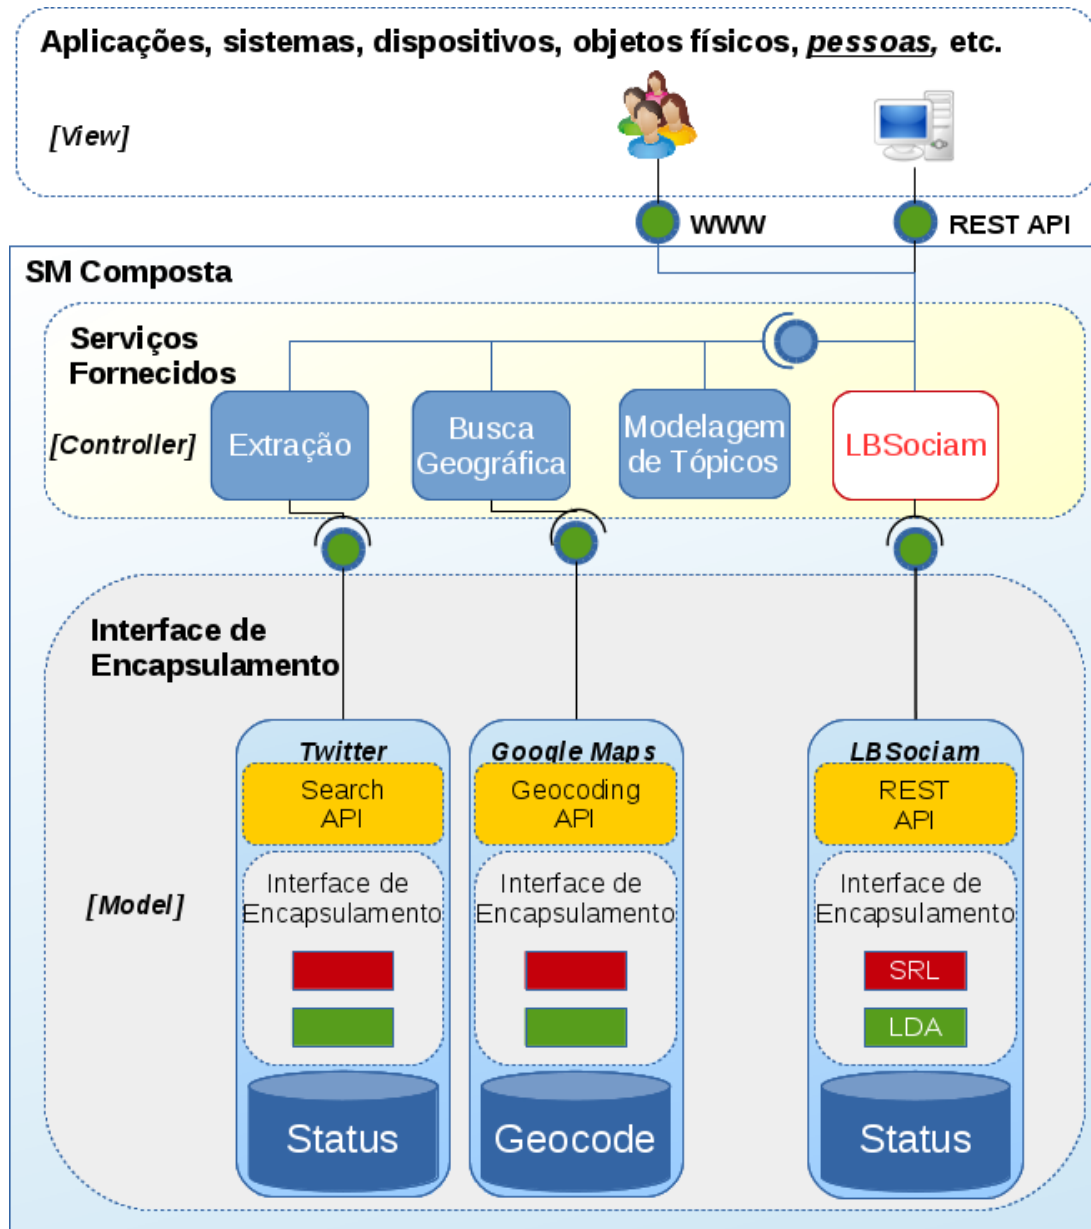 Aplicações, sistemas, dispositivos, objetos físicos, pessoas, etc.
[View]
WWW
REST API
SM Composta
Serviços
Fornecidos
[Controller]
Extração
Busca
Geográfica
Modelagem
de Tópicos
LBSociam
Interface de
Encapsulamento
[Model]
Twitter
Search
API
Interface de
Encapsulamento
Status
Google Maps
Geocoding
API
Interface de
Encapsulamento
Geocode
LBSociam
REST
API
Interface de
Encapsulamento
SRL
LDA
Status